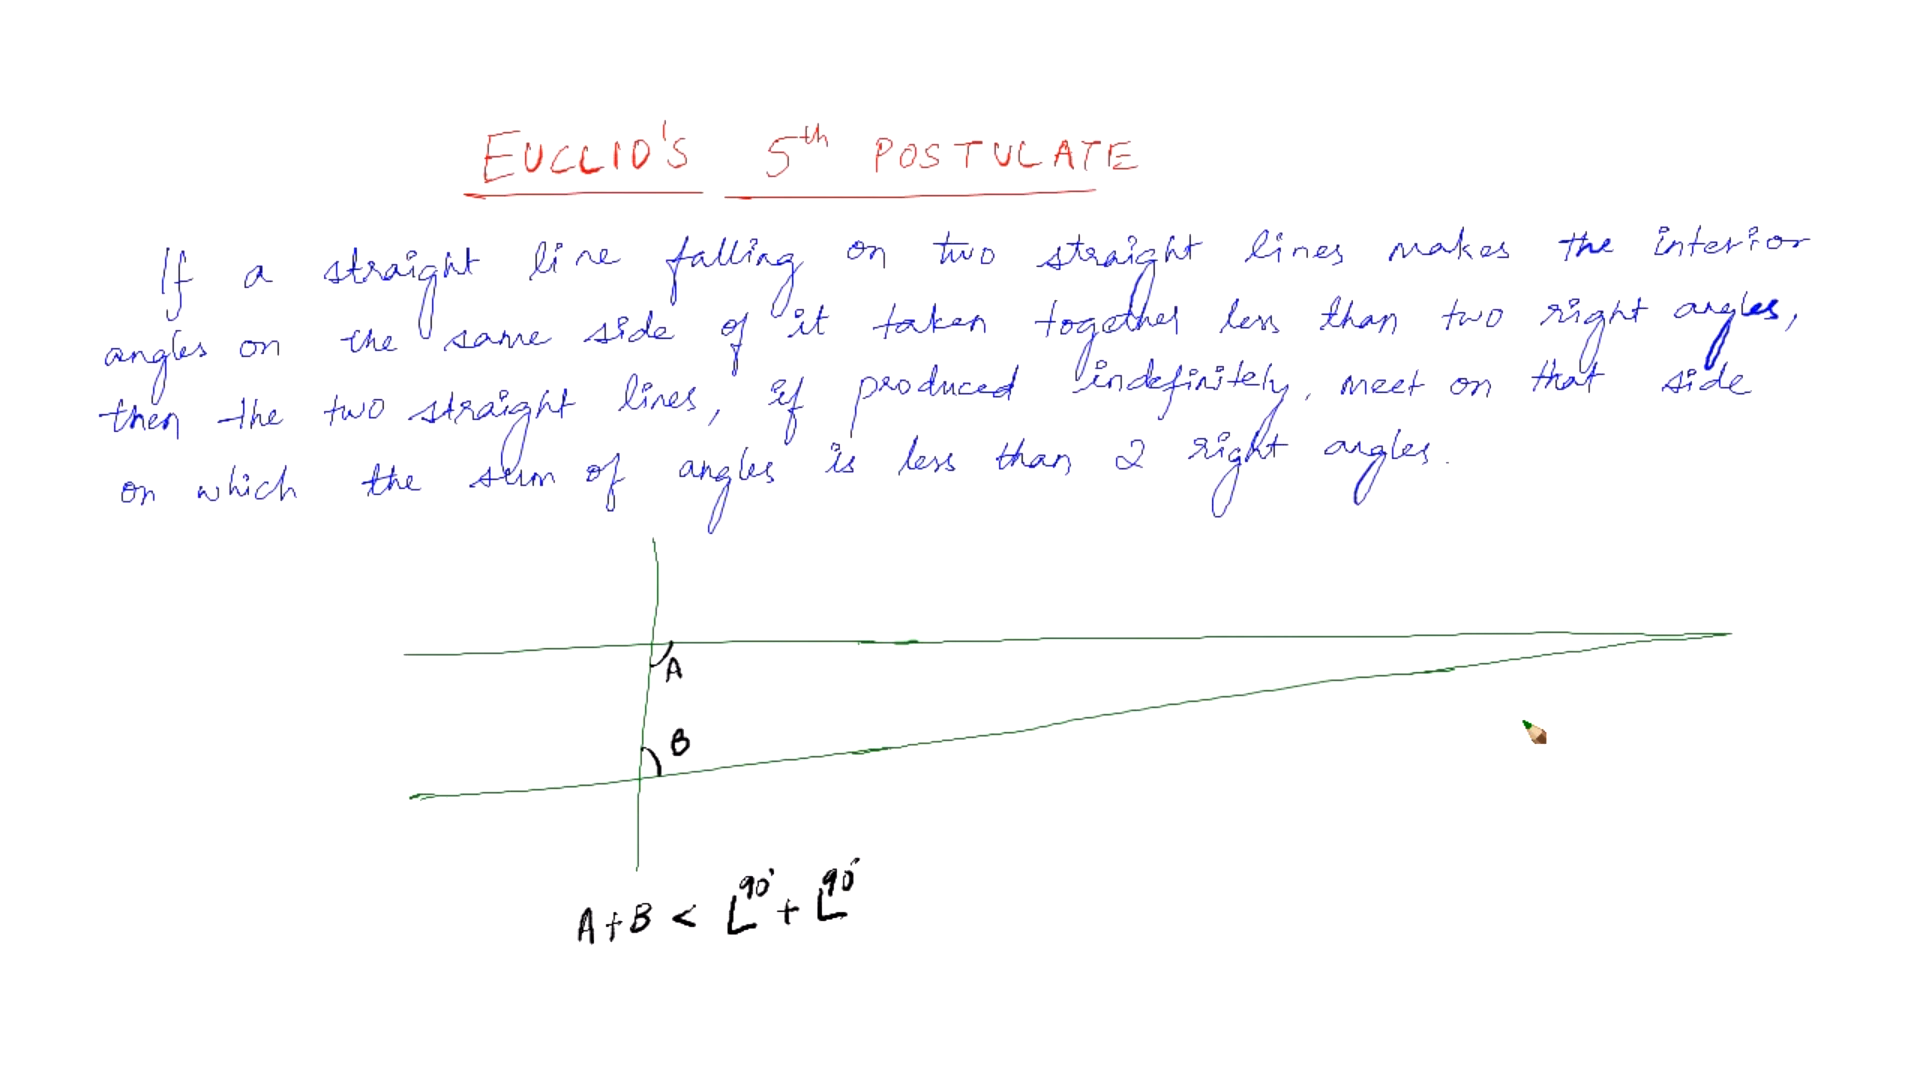 EUCLID'S 5th POSTULATE
If a straight line falling on two straight lines makes the interior
angles on the same side of it taken together less than two right angles,
then the two straight lines, if produced indefinitely, meet on that side
on which the sum of angles is less than 2 right angles.
A
B
90° 90°
A+B < ∟ + ∟